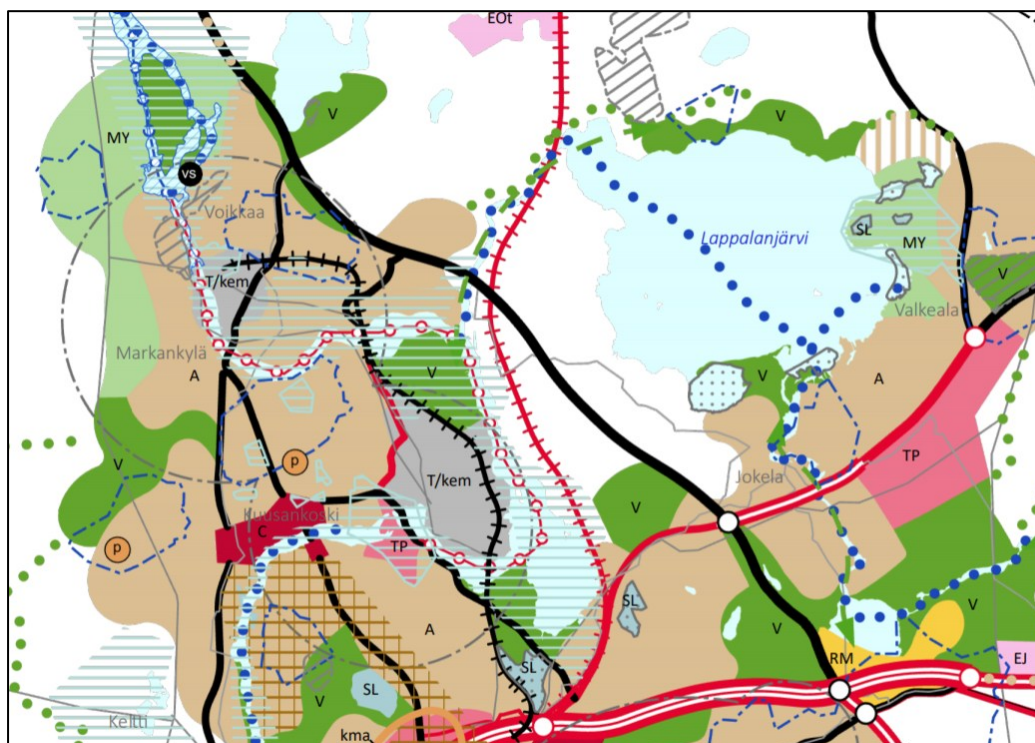 EOt
V
V
MY
VS
Voikkaa
SL
MY
Lappalanjärvi
T/kem
V
Valkeala
Markankylä
A
V
V
A
p
V
TP
Jokela
T/kem
V
V
Kuusankoski
C
p
TP
SL
V
V
A
RM
EJ
SL
SL
V
Keltti
kma